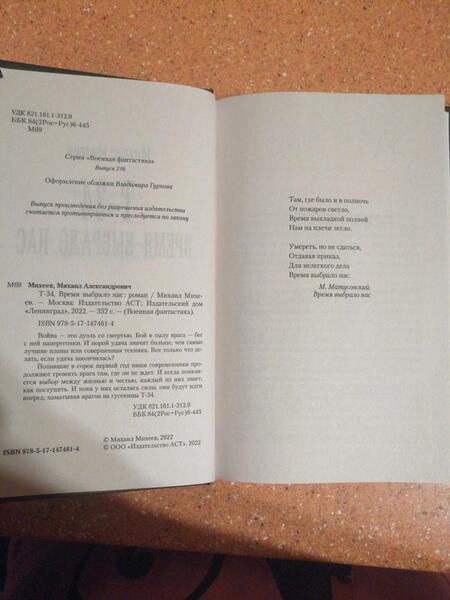 УДК 821.161.1-312.9
ББК 84(2Рос=Рус)6-445
М69
Серия «Военная фантастика»
Выпуск 246
Оформление обложки Владимира Гуркова
Выпуск произведения без разрешения издательства
считается противоправным и преследуется по закону
М69 Михеев, Михаил Александрович
Т-34. Время выбрало нас : роман / Михаил Михе-
ев. — Москва: Издательство АСТ; Издательский дом
«Ленинград», 2022. — 352 с. — (Военная фантастика).
ISBN 978-5-17-147461-4
Война — это дуэль со смертью. Бой в тылу врага — бег
с ней наперегонки. И порой удача значит больше, чем самые
лучшие планы или совершенная техника. Вот только что де-
лать, если удача закончилась?
Попавшие в сорок первый год наши современники про-
должают громить врага там, где он не ждет. И когда появля-
ется выбор между жизнью и честью, каждый из них знает,
как поступить. И пока у них остались силы, они будут идти
вперед, наматывая врагов на гусеницы Т-34.
УДК 821.161.1-312.9
ББК 84(2Рос=Рус)6-445
© Михаил Михеев, 2022
ISBN 978-5-17-147461-4
© ООО «Издательство АСТ», 2022
Там, где было и в полночь
От пожаров светло,
Время выкладкой полной
Нам на плечи легло.
Умереть, но не сдаться,
Отдавая приказ,
Для нелегкого дела
Время выбрало нас.
М. Матусовский.
Время выбрало нас